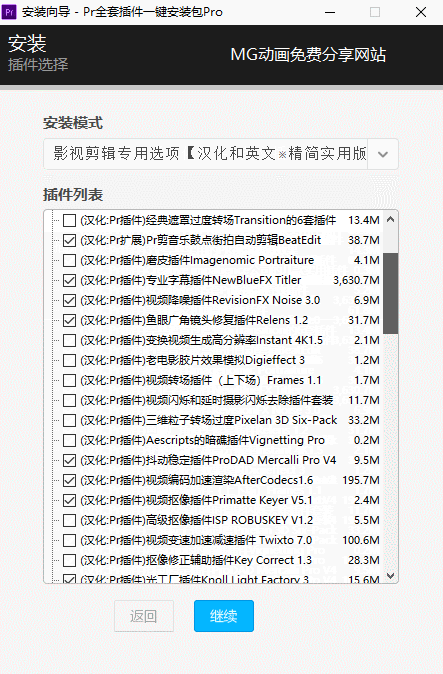 Pr 安装向导 - Pr全套插件一键安装包Pro
安装
插件选择
MG动画免费分享网站
安装模式
影视剪辑专用选项【汉化和英文※精简实用版
插件列表
(汉化:Pr插件)经典遮罩过度转场Transition的6套插件 13.4M
(汉化:Pr扩展)Pr剪音乐鼓点街拍自动剪辑BeatEdit 38.7M
(汉化:Pr插件)磨皮插件Imagenomic Portraiture 4.1M
(汉化:Pr插件)专业字幕插件NewBlueFX Titler 3,630.7M
(汉化:Pr插件)视频降噪插件RevisionFX Noise 3.0 6.9M
(汉化:Pr插件)鱼眼广角镜头修复插件Relens 1.2 31.7M
(汉化:Pr插件)变换视频生成高分辨率Instant 4K1.5 2.1M
(汉化:Pr插件)老电影胶片效果模拟Digieffect 3 1.2M
(汉化:Pr插件)视频转场插件（上下场）Frames 1.1 1.7M
(汉化:Pr插件)视频闪烁和延时摄影闪烁去除插件套装 11.7M
(汉化:Pr插件)三维粒子转场过度Pixelan 3D Six-Pack 33.2M
(汉化:Pr插件)Aescripts的暗礁插件Vignetting Pro 0.2M
(汉化:Pr插件)抖动稳定插件ProDAD Mercalli Pro V4 9.5M
(汉化:Pr插件)视频编码加速渲染AfterCodecs1.6 195.7M
(汉化:Pr插件)视频抠像插件Primatte Keyer V5.1 2.4M
(汉化:Pr插件)高级抠像插件ISP ROBUSKEY V1.2 5.5M
(汉化:Pr插件)视频变速加速减速插件 Twixto 7.0 100.6M
(汉化:Pr插件)抠像修正辅助插件Key Correct 1.3 28.3M
(汉化:Pr插件)光工厂插件Knoll Light Factory 3 15.6M
返回
继续